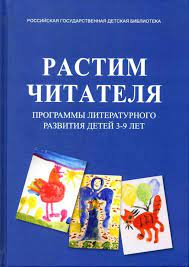 РОССИЙСКАЯ ГОСУДАРСТВЕННАЯ ДЕТСКАЯ БИБЛИОТЕКА
РАСТИМ
ЧИТАТЕЛЯ
ПРОГРАММЫ ЛИТЕРАТУРНОГО
РАЗВИТИЯ ДЕТЕЙ 3-9 ЛЕТ